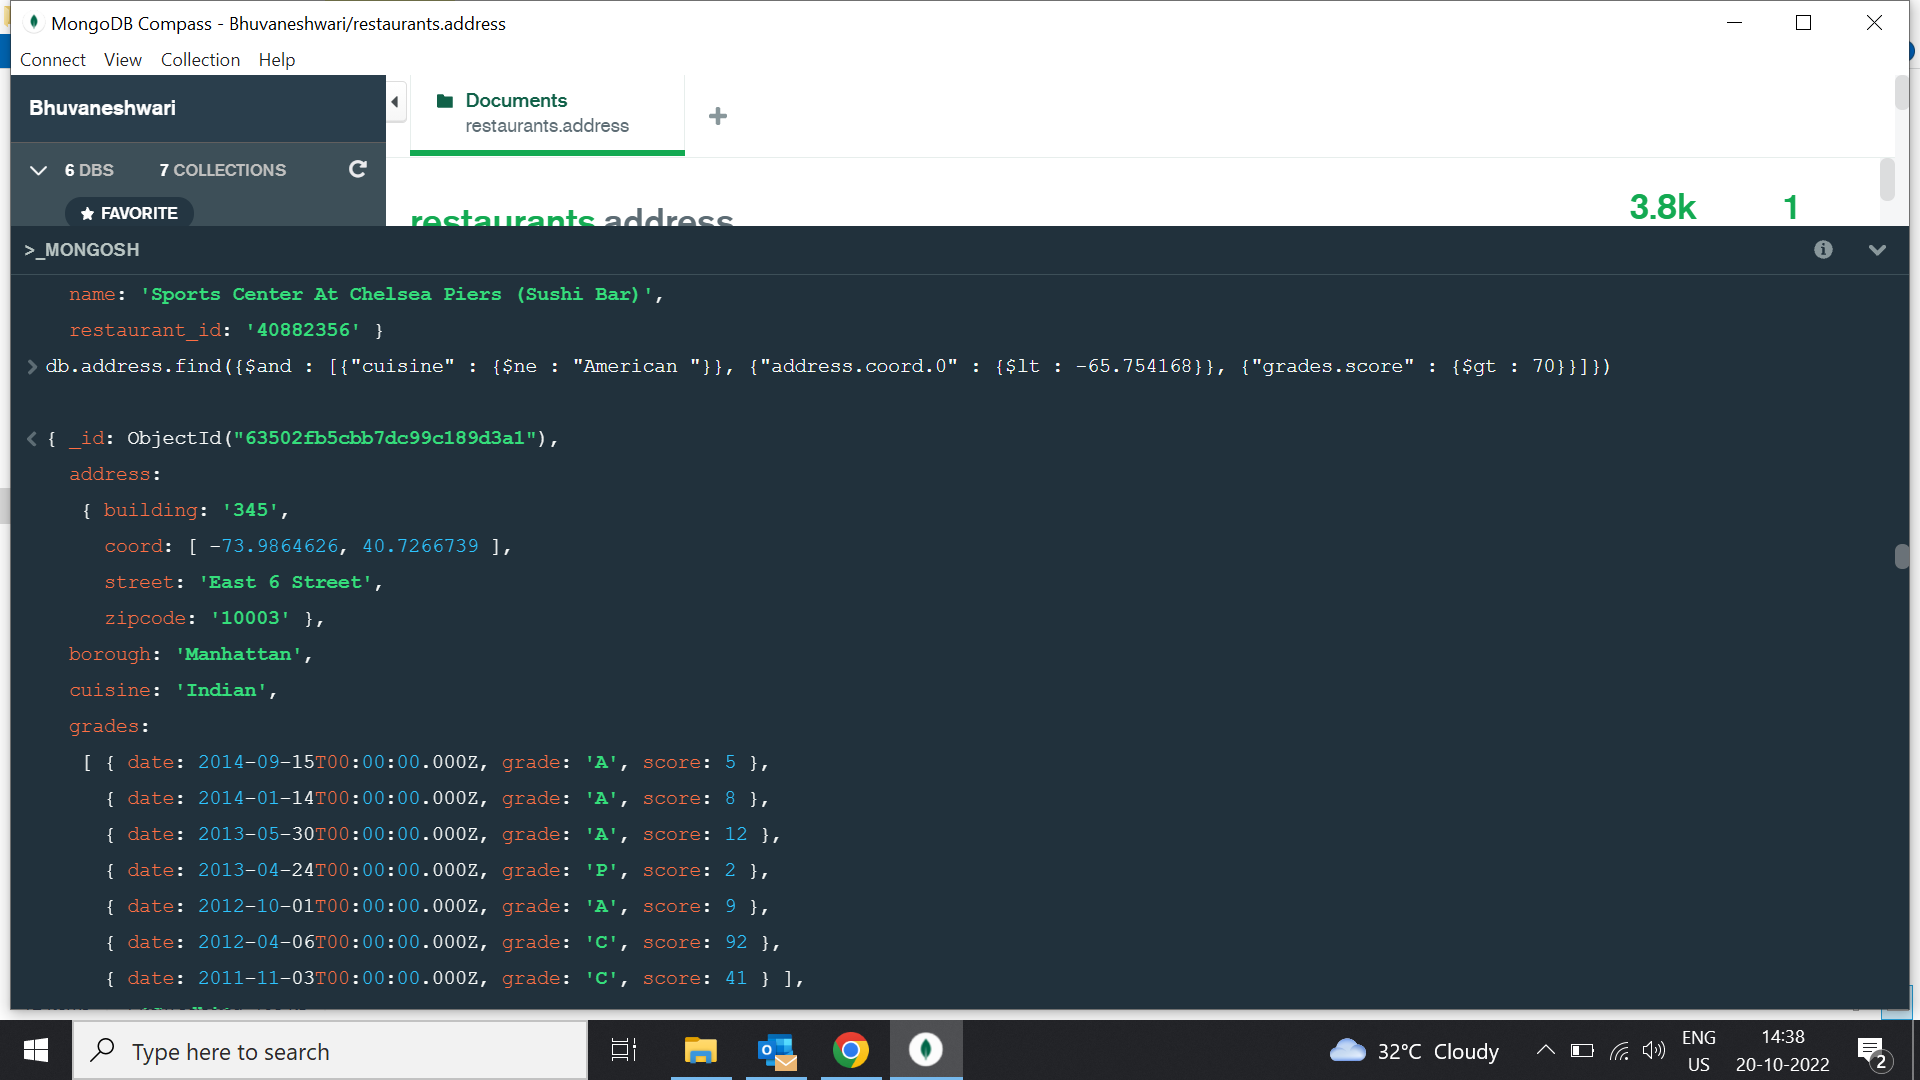 MongoDB Compass - Bhuvaneshwari/restaurants.address
Connect View Collection Help
Bhuvaneshwari
Documents
restaurants.address
6 DBS 7 COLLECTIONS
FAVORITE
restaurants.address
3.8k 1
>_MONGOSH
name: 'Sports Center At Chelsea Piers (Sushi Bar)',
restaurant_id: '40882356' }
db.address.find({$and : [{"cuisine" : {$ne : "American "}}, {"address.coord.0" : {$lt : -65.754168}}, {"grades.score" : {$gt : 70}}]})
{ _id: ObjectId("63502fb5cbb7dc99c189d3a1"),
address:
{ building: '345',
coord: [ -73.9864626, 40.7266739 ],
street: 'East 6 Street',
zipcode: '10003' },
borough: 'Manhattan',
cuisine: 'Indian',
grades:
[ { date: 2014-09-15T00:00:00.000Z, grade: 'A', score: 5 },
{ date: 2014-01-14T00:00:00.000Z, grade: 'A', score: 8 },
{ date: 2013-05-30T00:00:00.000Z, grade: 'A', score: 12 },
{ date: 2013-04-24T00:00:00.000Z, grade: 'P', score: 2 },
{ date: 2012-10-01T00:00:00.000Z, grade: 'A', score: 9 },
{ date: 2012-04-06T00:00:00.000Z, grade: 'C', score: 92 },
{ date: 2011-11-03T00:00:00.000Z, grade: 'C', score: 41 } ],
Type here to search
32°C Cloudy
ENG
US
14:38
20-10-2022
2